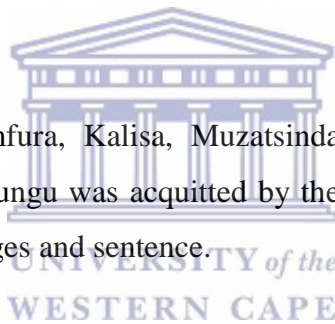 nfura, Kalisa, Muzatsinda
ungu was acquitted by the
ges and sentence.
UNIVERSITY of the
WESTERN CAPE